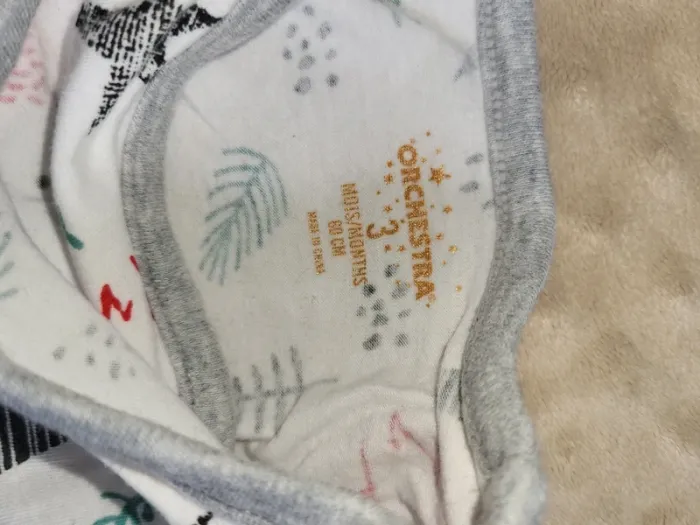 ORCHESTRA
3
MOIS/MONTHS
60 CM
MADE IN CHINA